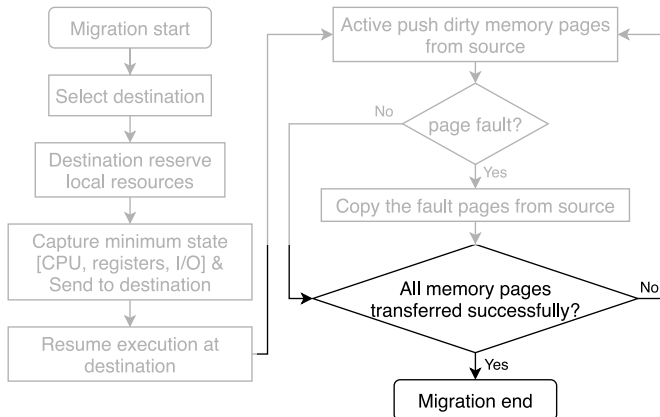 Migration start
Select destination
Destination reserve
local resources
Capture minimum state
[CPU, registers, I/O] &
Send to destination
Resume execution at
destination
Active push dirty memory pages
from source
No
page fault?
Yes
Copy the fault pages from source
All memory pages
transferred successfully?
No
Yes
Migration end